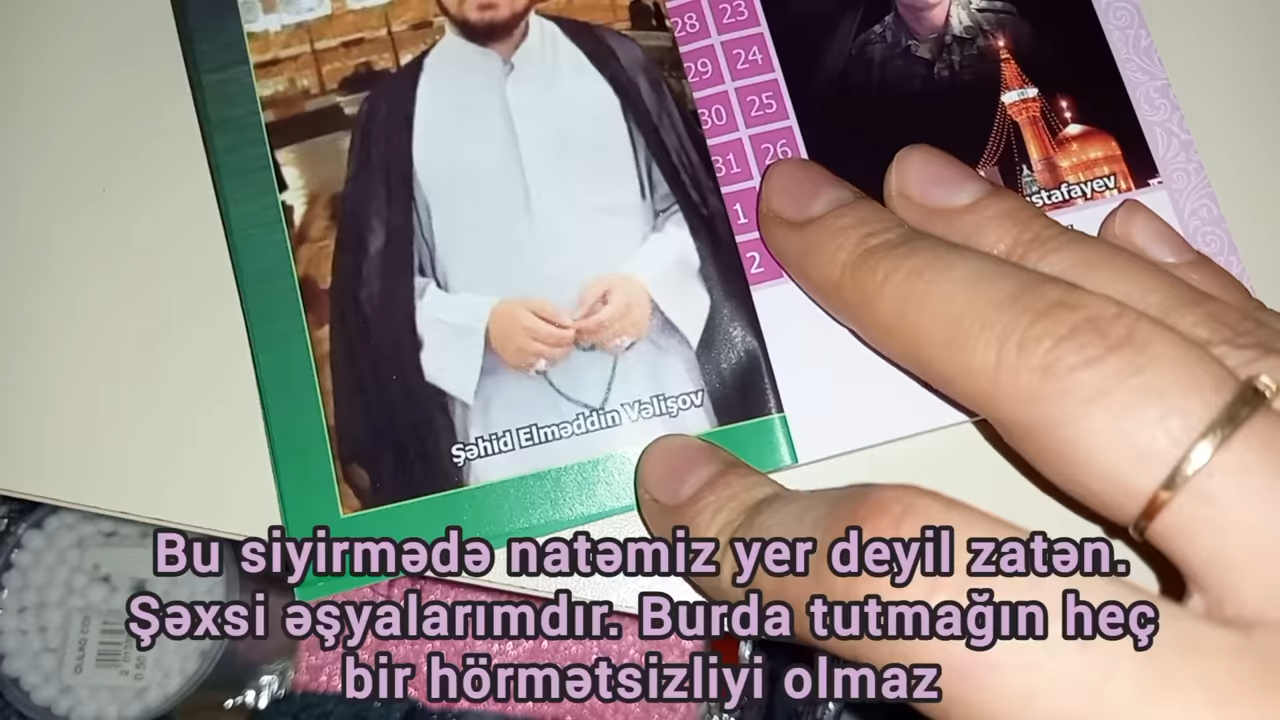 28 23
29 24
30 25
31 26
1
2
ustafayev
Şəhid Elməddin Vəlişov
Bu siyirmədə natəmiz yer deyil zatən.
Şəxsi əşyalarımdır. Burda tutmağın heç
bir hörmətsizliyi olmaz